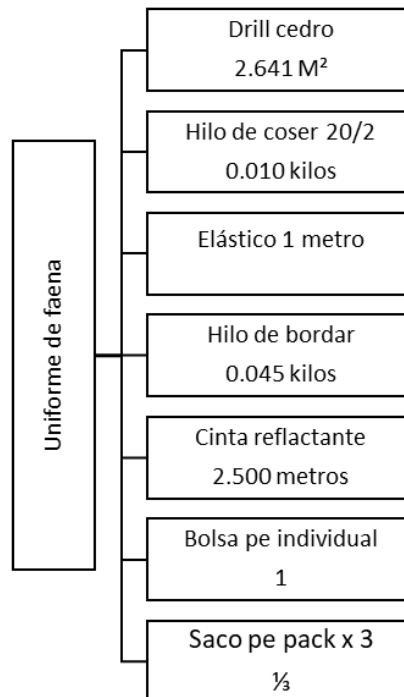 Uniforme de faena
Drill cedro
2.641 M²
Hilo de coser 20/2
0.010 kilos
Elástico 1 metro
Hilo de bordar
0.045 kilos
Cinta reflactante
2.500 metros
Bolsa pe individual
1
Saco pe pack x 3
⅓